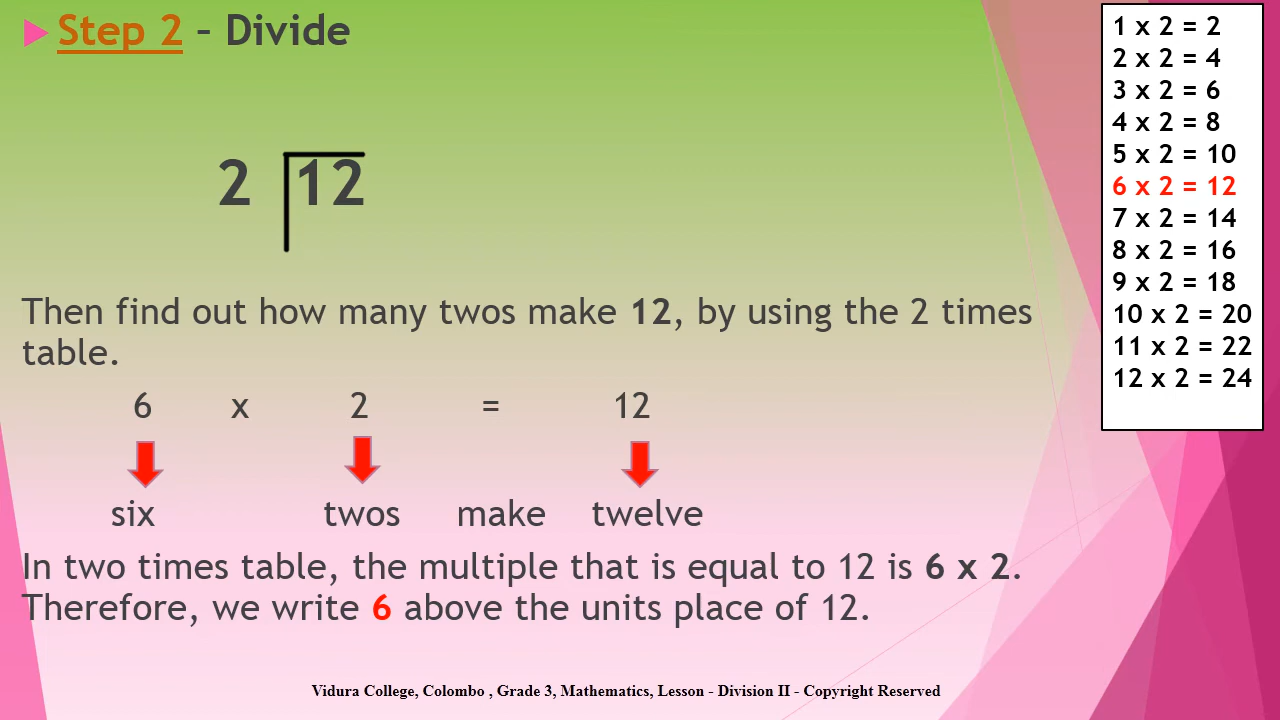 Step 2 – Divide
2 12
Then find out how many twos make 12, by using the 2 times
table.
6 x 2 = 12
six twos make twelve
In two times table, the multiple that is equal to 12 is 6 x 2.
Therefore, we write 6 above the units place of 12.
1 x 2 = 2
2 x 2 = 4
3 x 2 = 6
4 x 2 = 8
5 x 2 = 10
6 x 2 = 12
7 x 2 = 14
8 x 2 = 16
9 x 2 = 18
10 x 2 = 20
11 x 2 = 22
12 x 2 = 24
Vidura College, Colombo , Grade 3, Mathematics, Lesson - Division II - Copyright Reserved